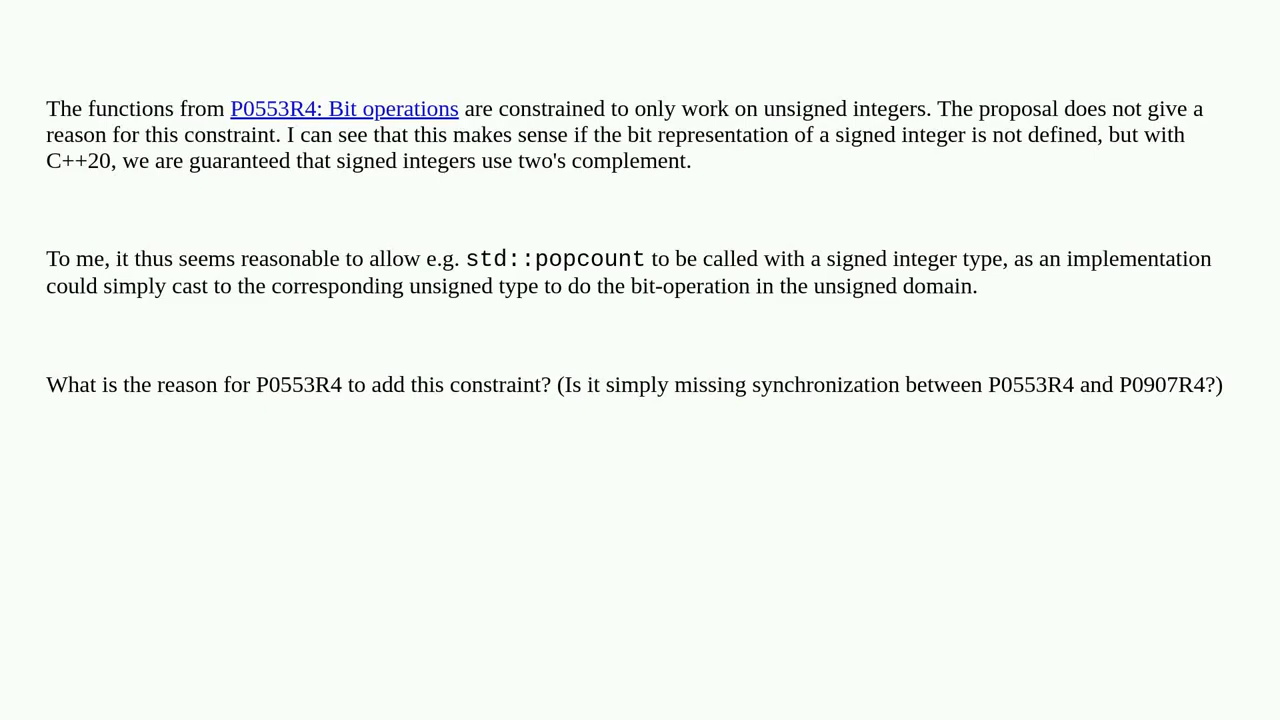 The functions from P0553R4: Bit operations are constrained to only work on unsigned integers. The proposal does not give a
reason for this constraint. I can see that this makes sense if the bit representation of a signed integer is not defined, but with
C++20, we are guaranteed that signed integers use two's complement.
To me, it thus seems reasonable to allow e.g. std::popcount to be called with a signed integer type, as an implementation
could simply cast to the corresponding unsigned type to do the bit-operation in the unsigned domain.
What is the reason for P0553R4 to add this constraint? (Is it simply missing synchronization between P0553R4 and P0907R4?)